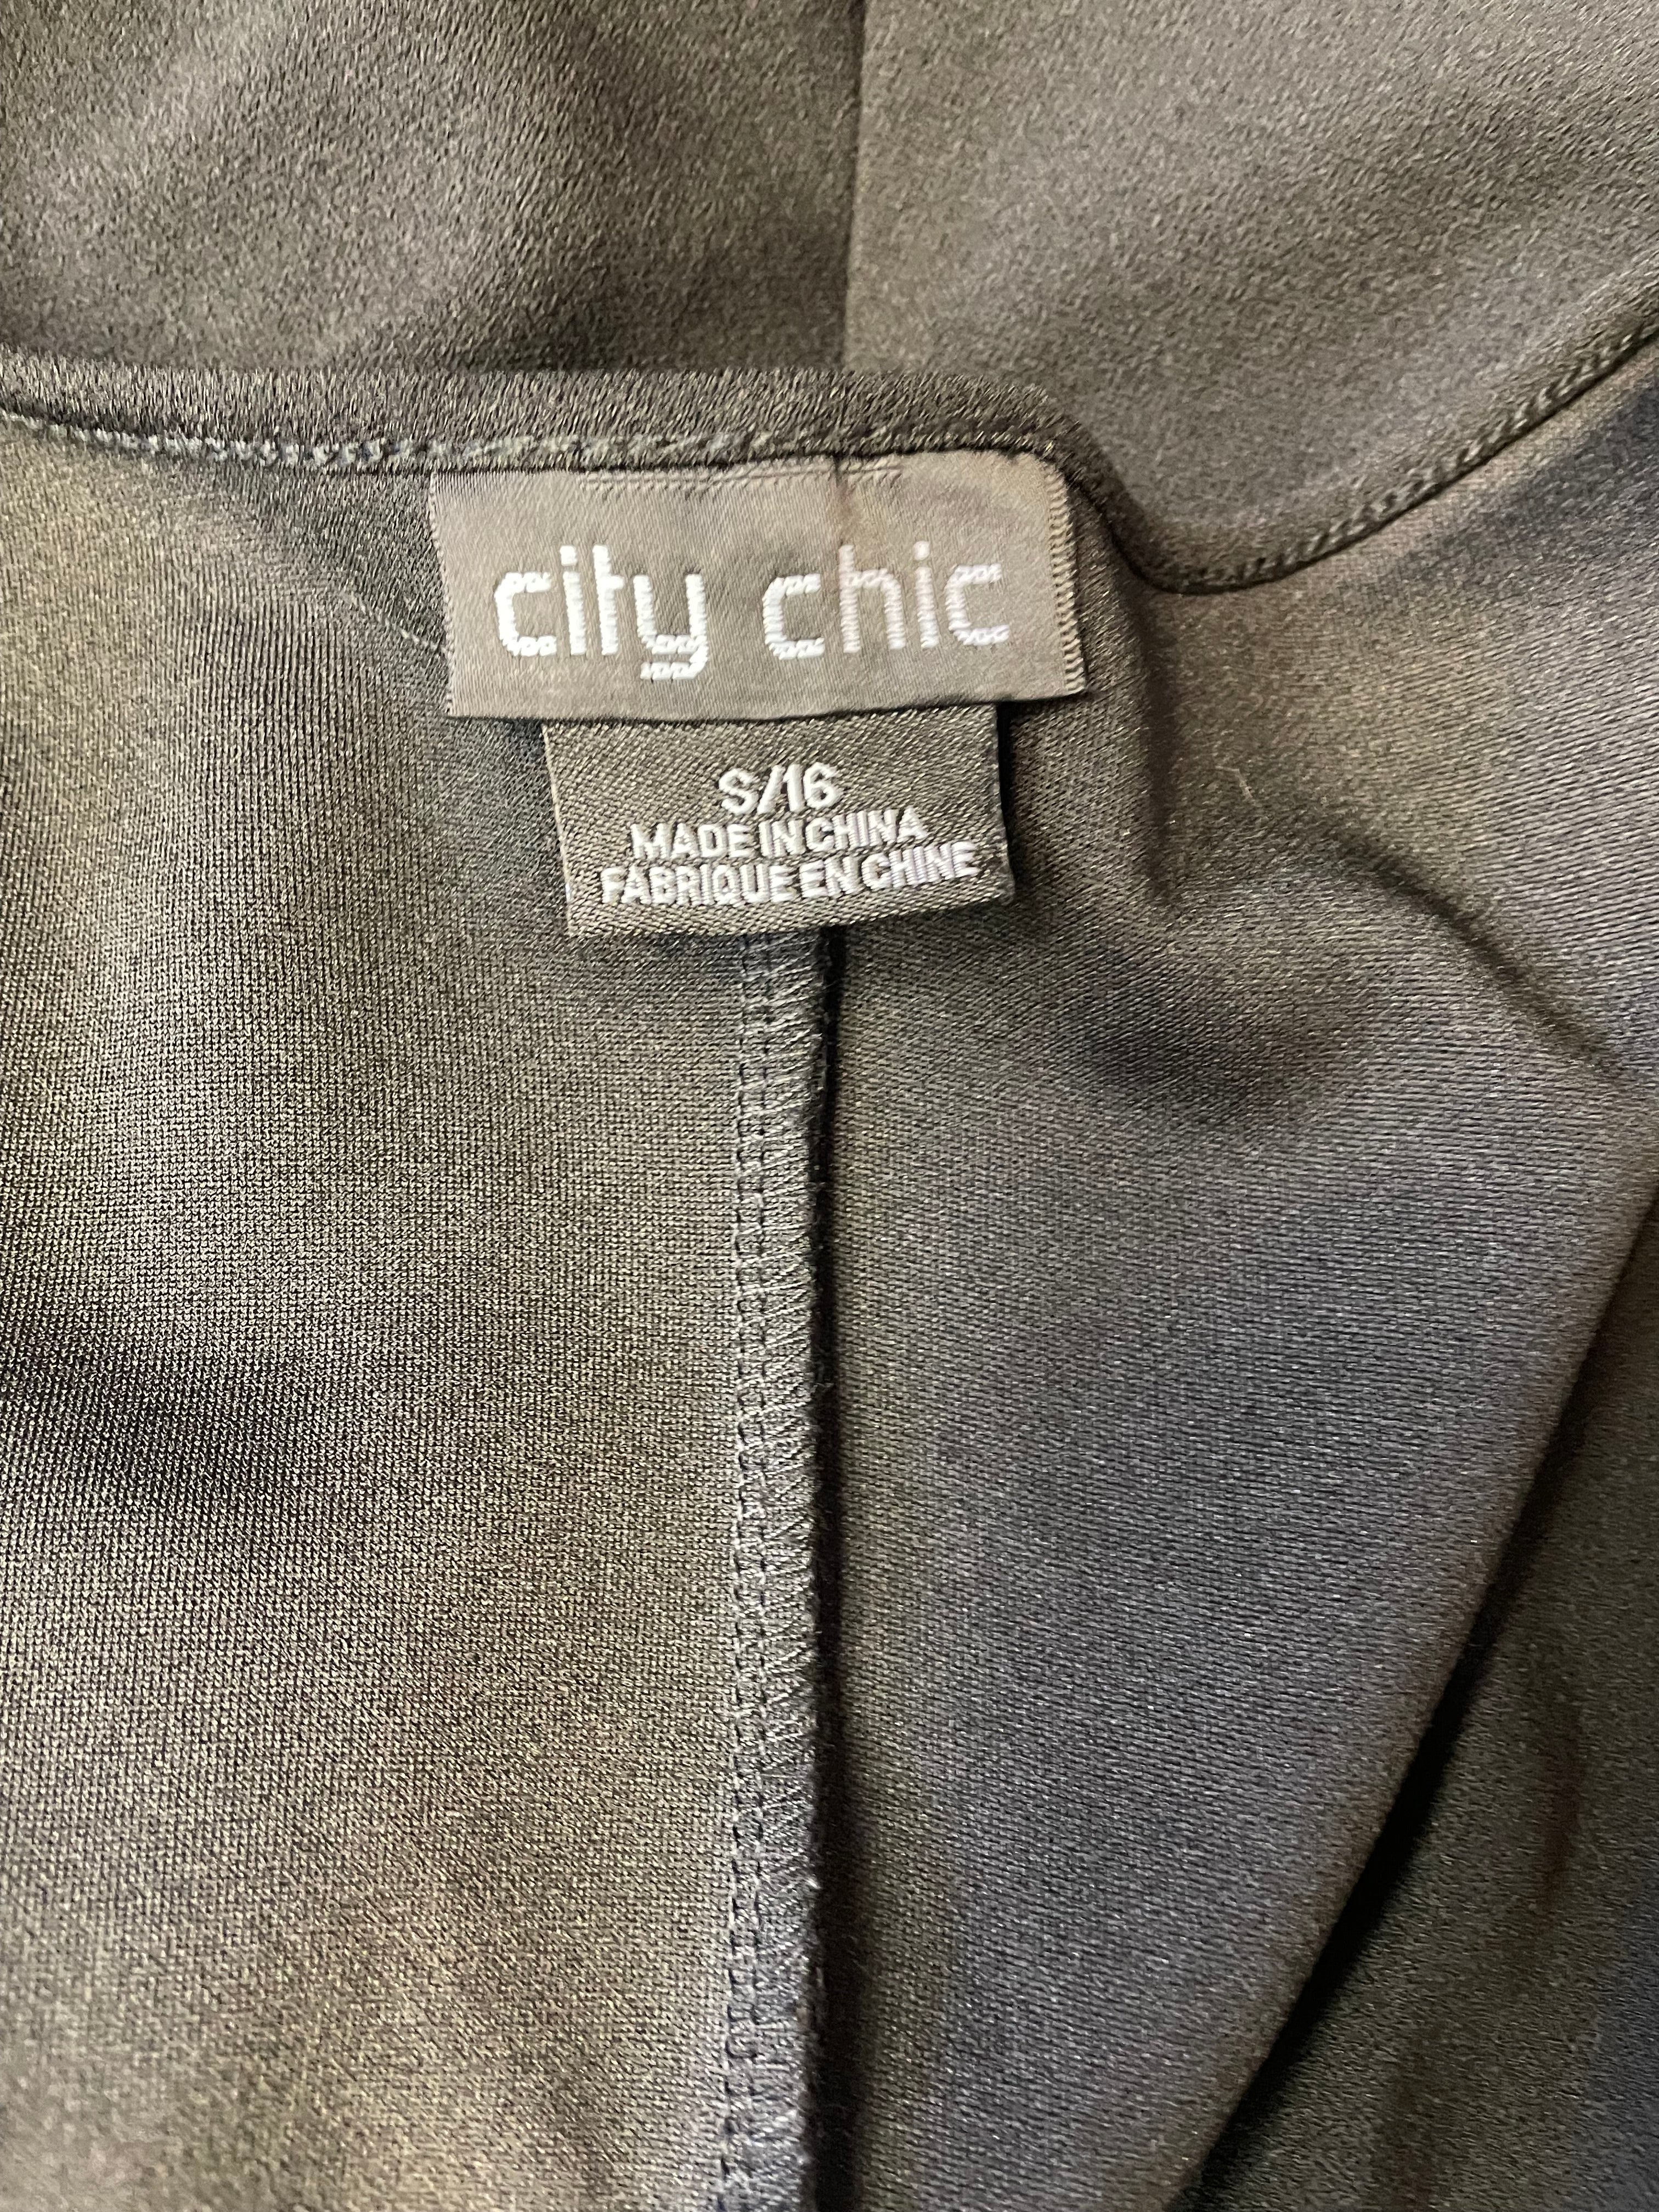 city chic
S/16
MADE IN CHINA
FABRIQUE EN CHINE